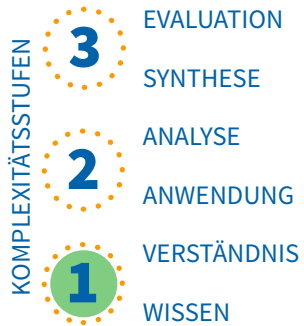 KOMPLEXITÄTSSTUFEN
3
EVALUATION
SYNTHESE
2
ANALYSE
ANWENDUNG
1
VERSTÄNDNIS
WISSEN